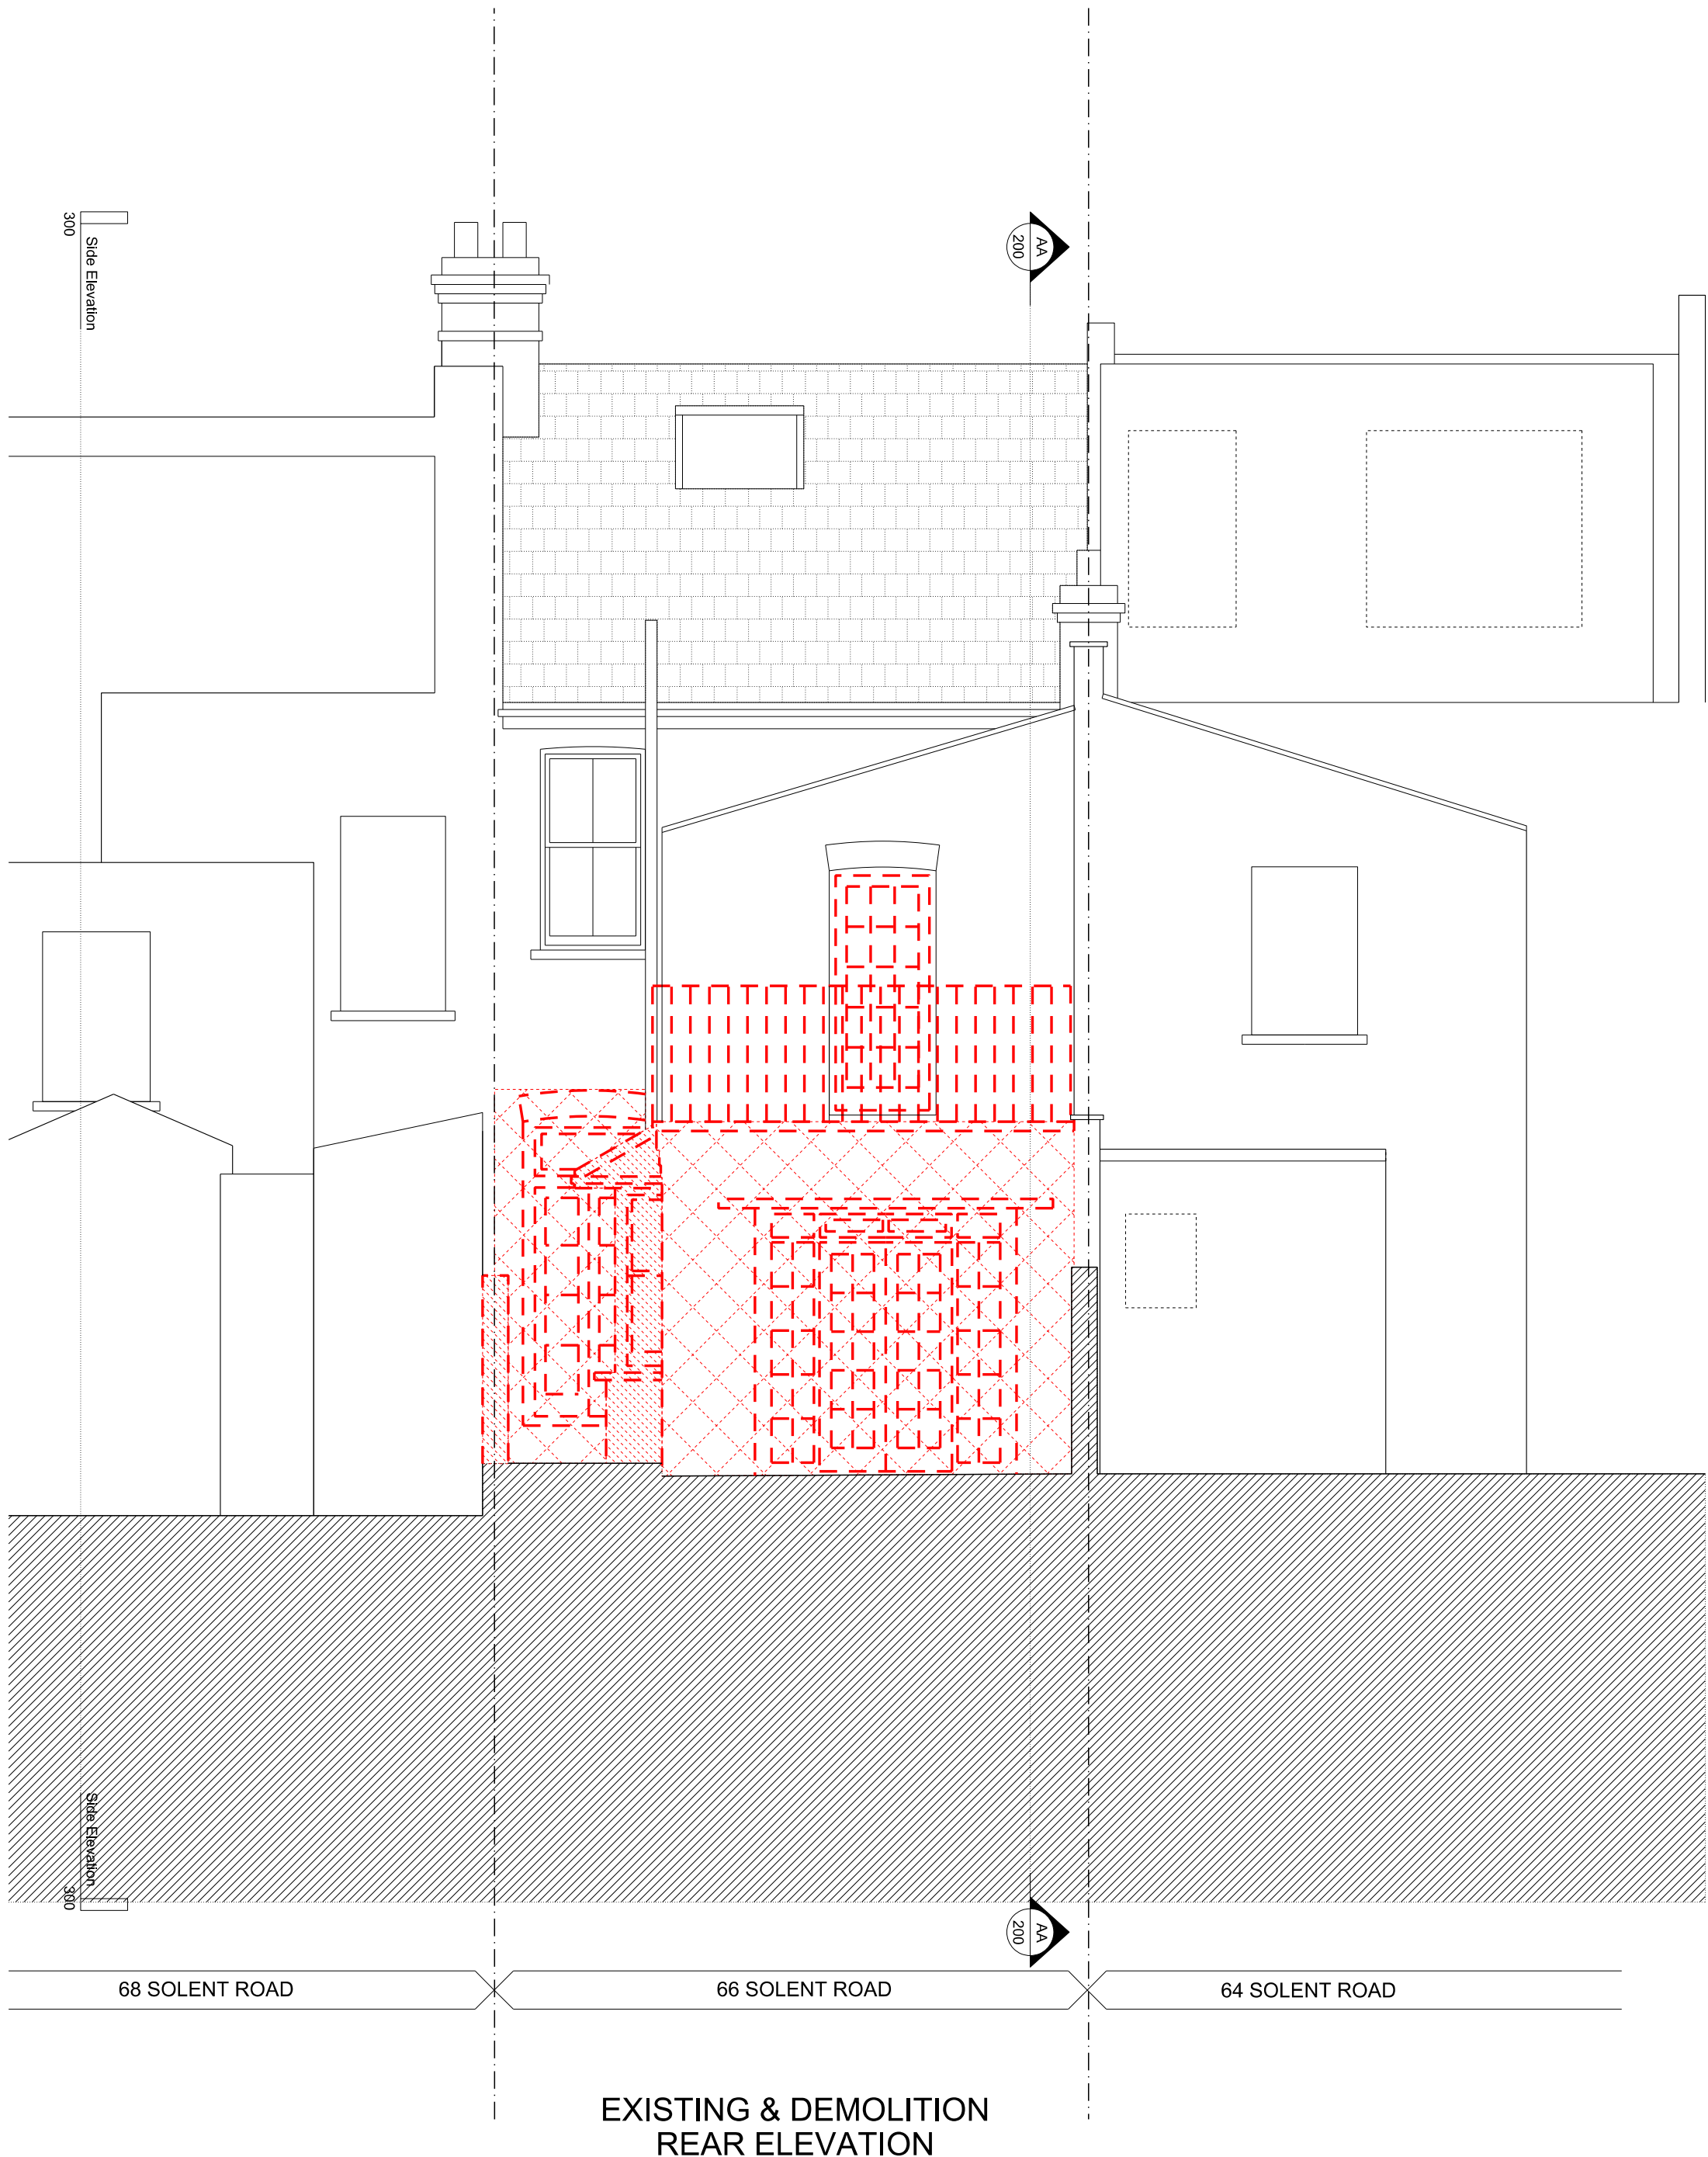 300
Side Elevation
AA
200
Side Elevation
300
AA
200
68 SOLENT ROAD
66 SOLENT ROAD
64 SOLENT ROAD
EXISTING & DEMOLITION
REAR ELEVATION